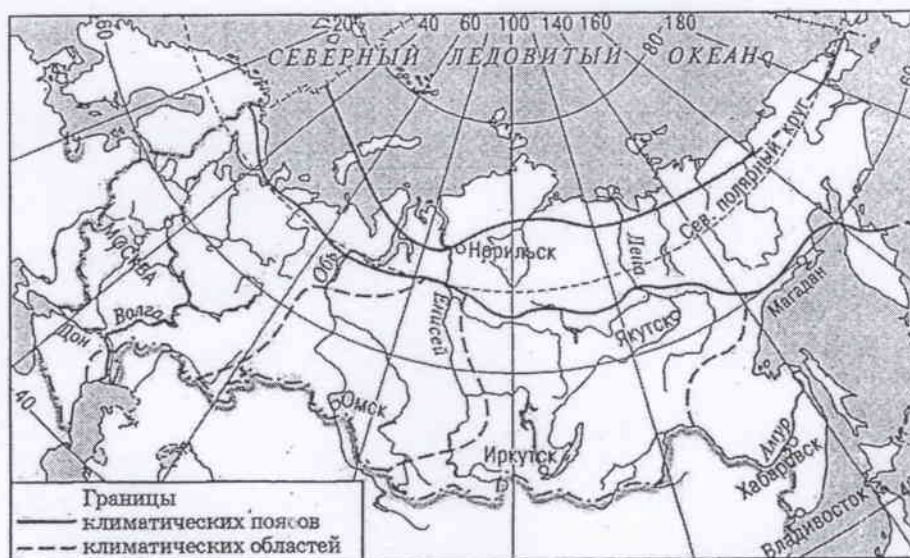 20 40 60 100 140 160 180
60
80
60
СЕВЕРНЫЙ ЛЕДОВИТЫЙ ОКЕАН
Сев. полярный круг
Норильск
Лена
Обь
Москва
Магадан
Енисей
Якутск
Волга
Дон
40
Омск
Иркутск
Амур
Хабаровск
Владивосток
Границы
климатических поясов
климатических областей